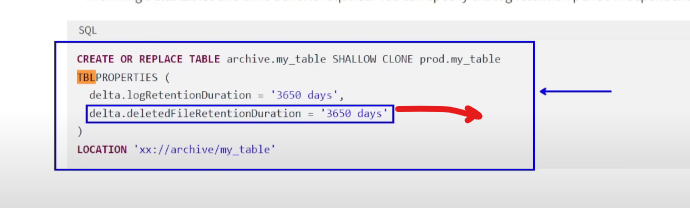 SQL
CREATE OR REPLACE TABLE archive.my_table SHALLOW CLONE prod.my_table
TBLPROPERTIES (
delta.logRetentionDuration = '3650 days',
delta.deletedFileRetentionDuration = '3650 days'
)
LOCATION 'xx://archive/my_table'